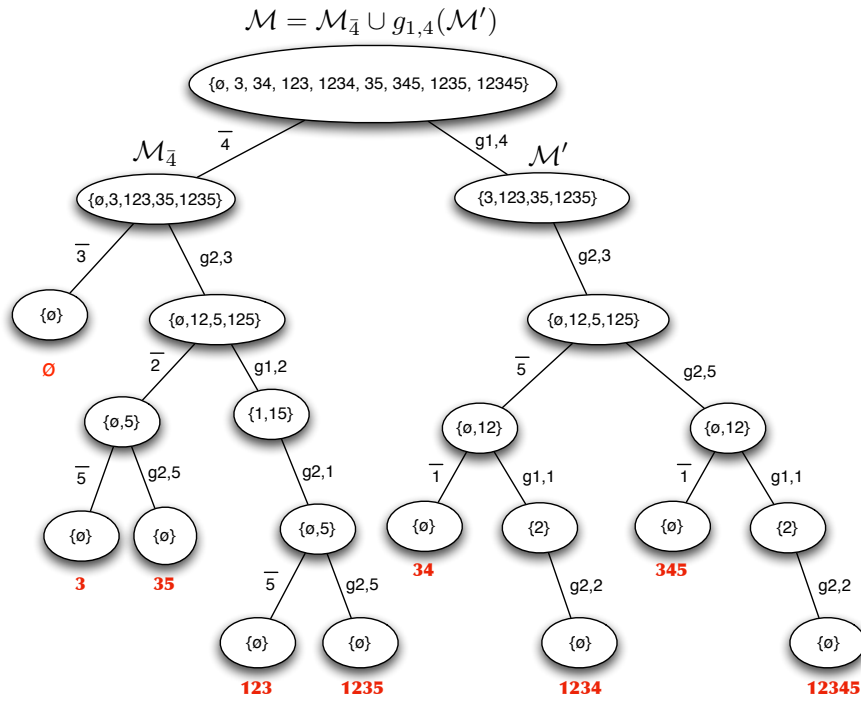 𝓜 = 𝓜_4̄ ∪ g_{1,4}(𝓜′)
{ø, 3, 34, 123, 1234, 35, 345, 1235, 12345}
4̄ g1,4
𝓜_4̄ 𝓜′
{ø,3,123,35,1235} {3,123,35,1235}
3̄ g2,3 g2,3
{ø} {ø,12,5,125} {ø,12,5,125}
ø 2̄ g1,2 5̄ g2,5
{ø,5} {1,15} {ø,12} {ø,12}
5̄ g2,5 g2,1 1̄ g1,1 1̄ g1,1
{ø} {ø} {ø,5} {ø} {2} {ø} {2}
3 35 34 345
5̄ g2,5 g2,2 g2,2
{ø} {ø} {ø} {ø}
123 1235 1234 12345